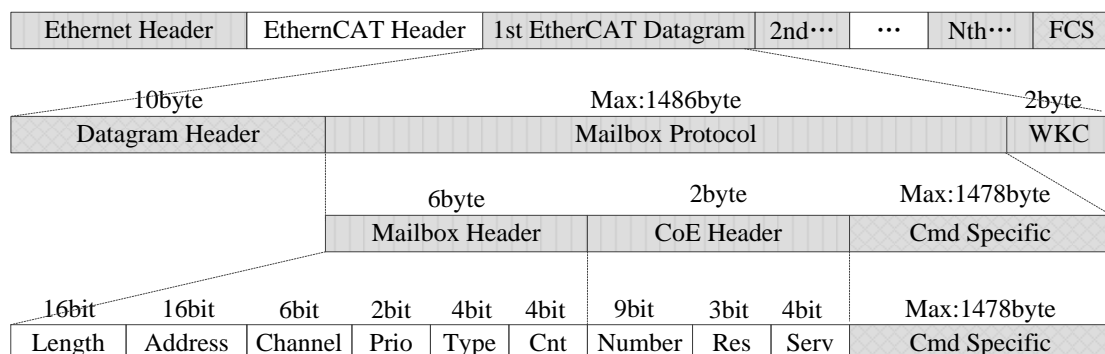 Ethernet Header EthernCAT Header 1st EtherCAT Datagram 2nd··· ··· Nth··· FCS
10byte Max:1486byte 2byte
Datagram Header Mailbox Protocol WKC
6byte 2byte Max:1478byte
Mailbox Header CoE Header Cmd Specific
16bit 16bit 6bit 2bit 4bit 4bit 9bit 3bit 4bit Max:1478byte
Length Address Channel Prio Type Cnt Number Res Serv Cmd Specific